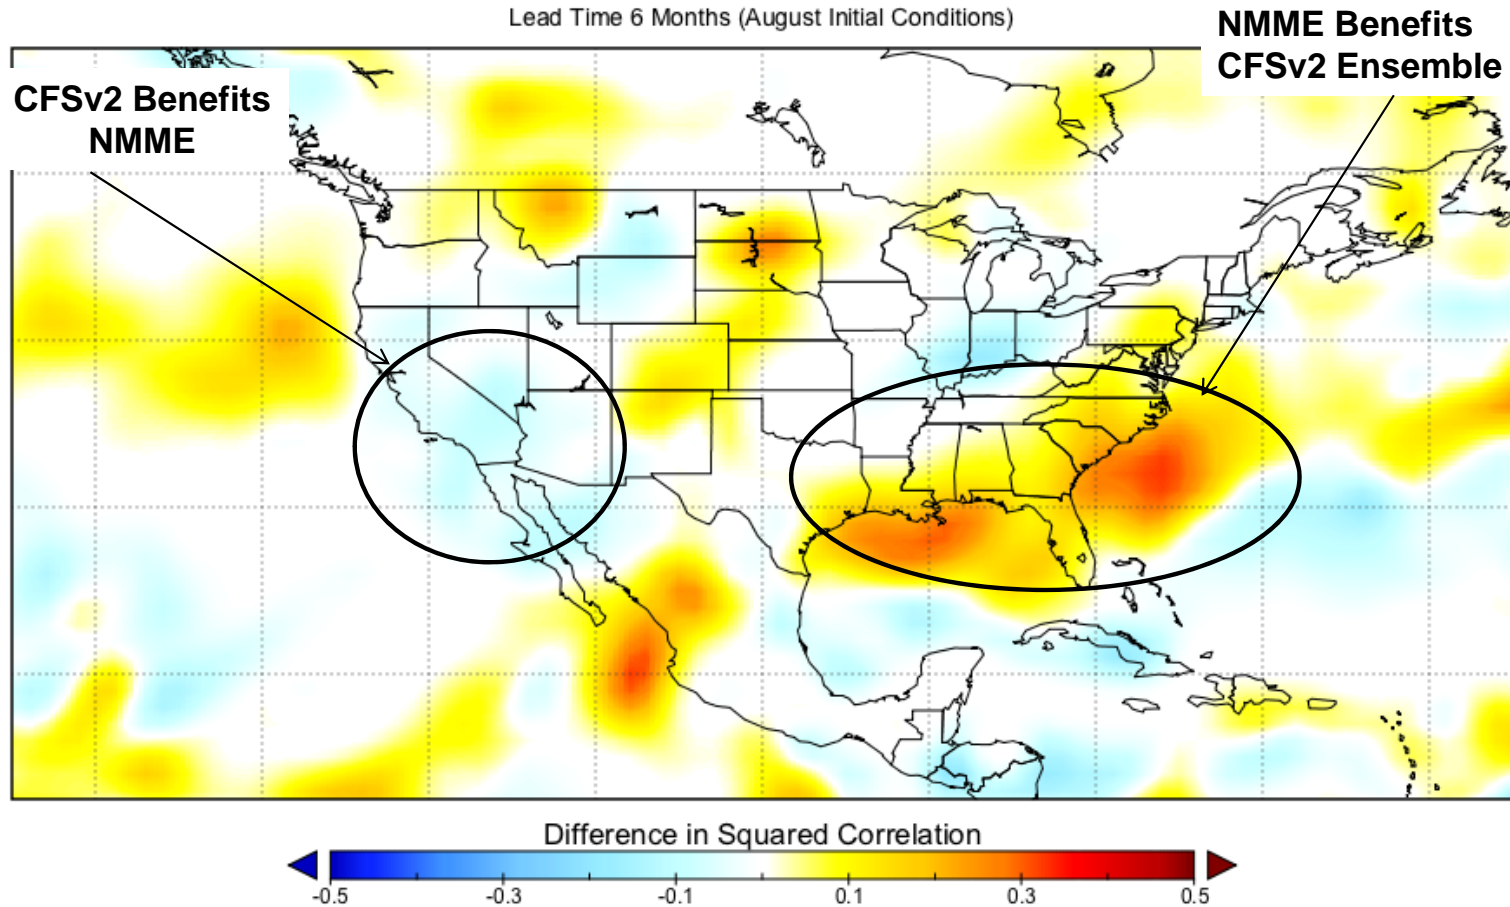 Lead Time 6 Months (August Initial Conditions)
NMME Benefits
CFSv2 Ensemble
CFSv2 Benefits
NMME
Difference in Squared Correlation
-0.5 -0.3 -0.1 0.1 0.3 0.5